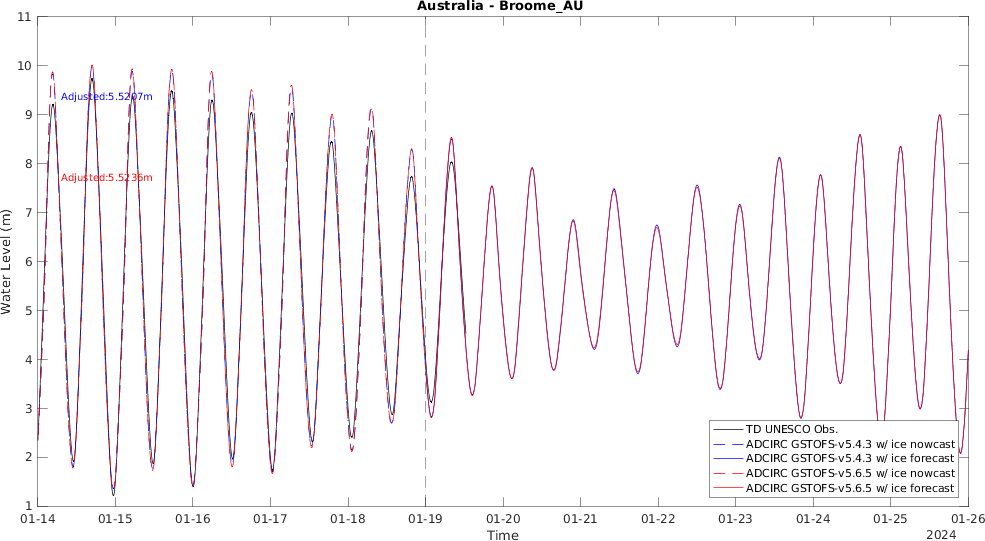 Australia - Broome_AU
11
10
9
8
7
6
5
4
3
2
1
Water Level (m)
Adjusted:5.5207m
Adjusted:5.5236m
TD UNESCO Obs.
ADCIRC GSTOFS-v5.4.3 w/ ice nowcast
ADCIRC GSTOFS-v5.4.3 w/ ice forecast
ADCIRC GSTOFS-v5.6.5 w/ ice nowcast
ADCIRC GSTOFS-v5.6.5 w/ ice forecast
01-14 01-15 01-16 01-17 01-18 01-19 01-20 01-21 01-22 01-23 01-24 01-25 01-26
Time
2024